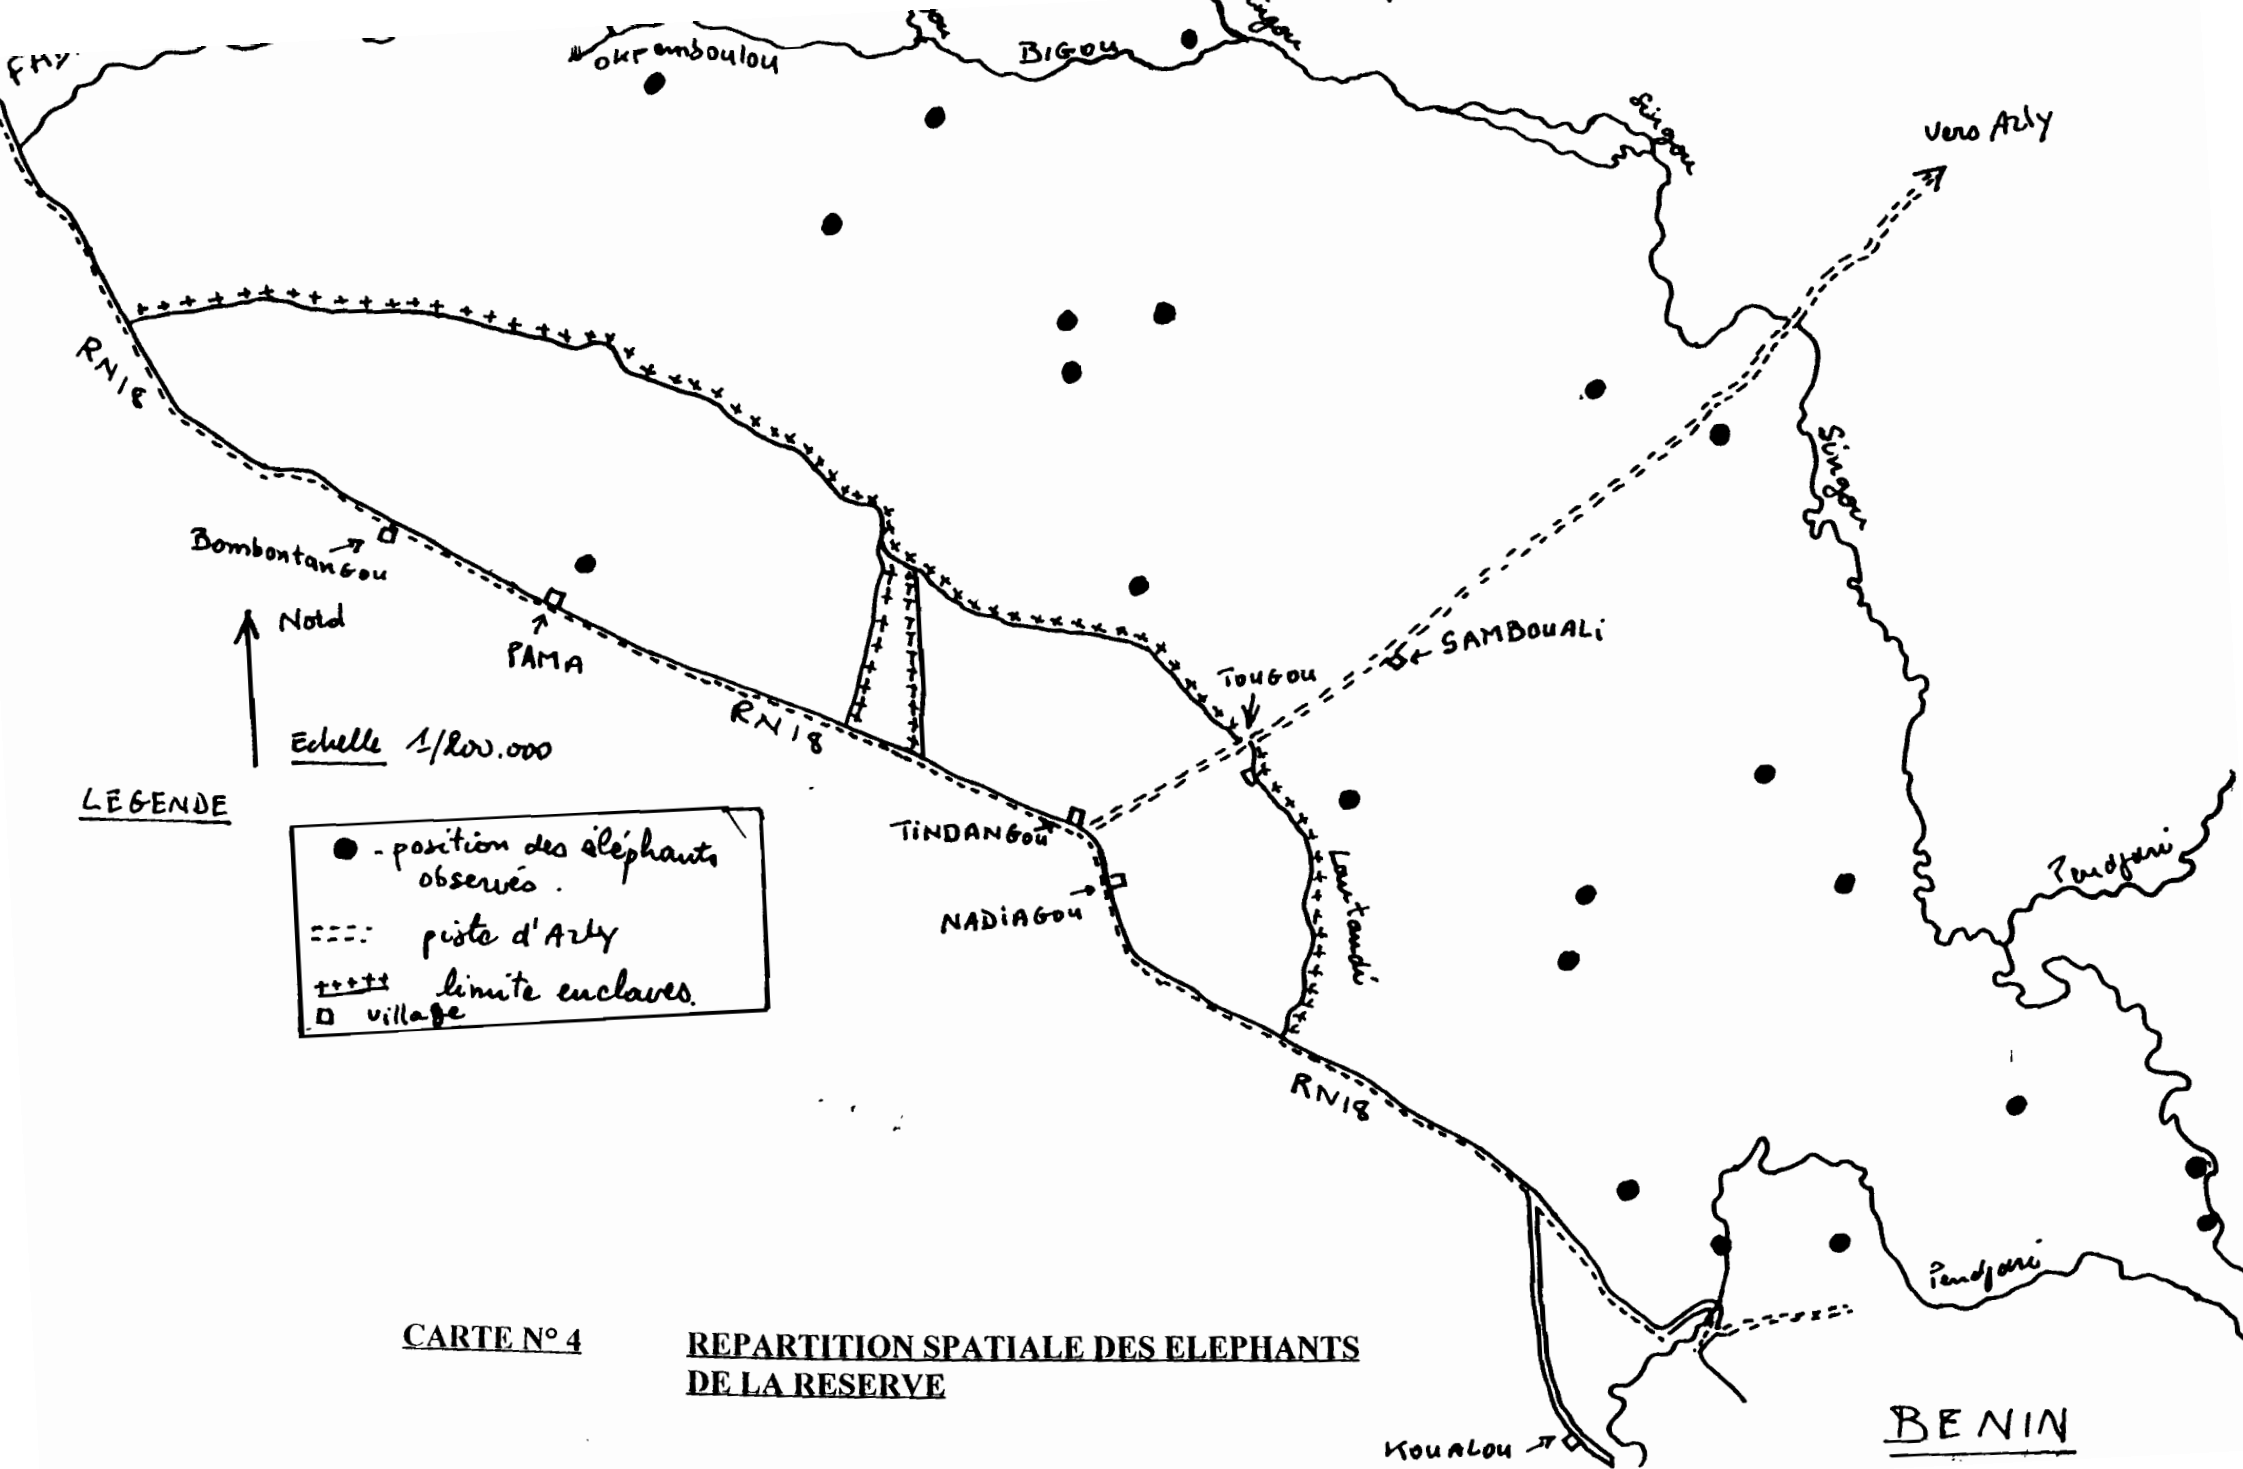 BIGOU
Singou
vers Arly
RN18
Singou
Bombontangou
Nord
PAMA
SAMBOUALi
TOUGOU
RN18
Echelle 1/200.000
LEGENDE
TiNDANGOU
- position des éléphants
observés.
piste d'Arly
limite enclaves.
village
NADiAGOU
Pendjari
RN18
Pendjari
CARTE N° 4
REPARTITION SPATIALE DES ELEPHANTS
DE LA RESERVE
KOUALOU
BENIN